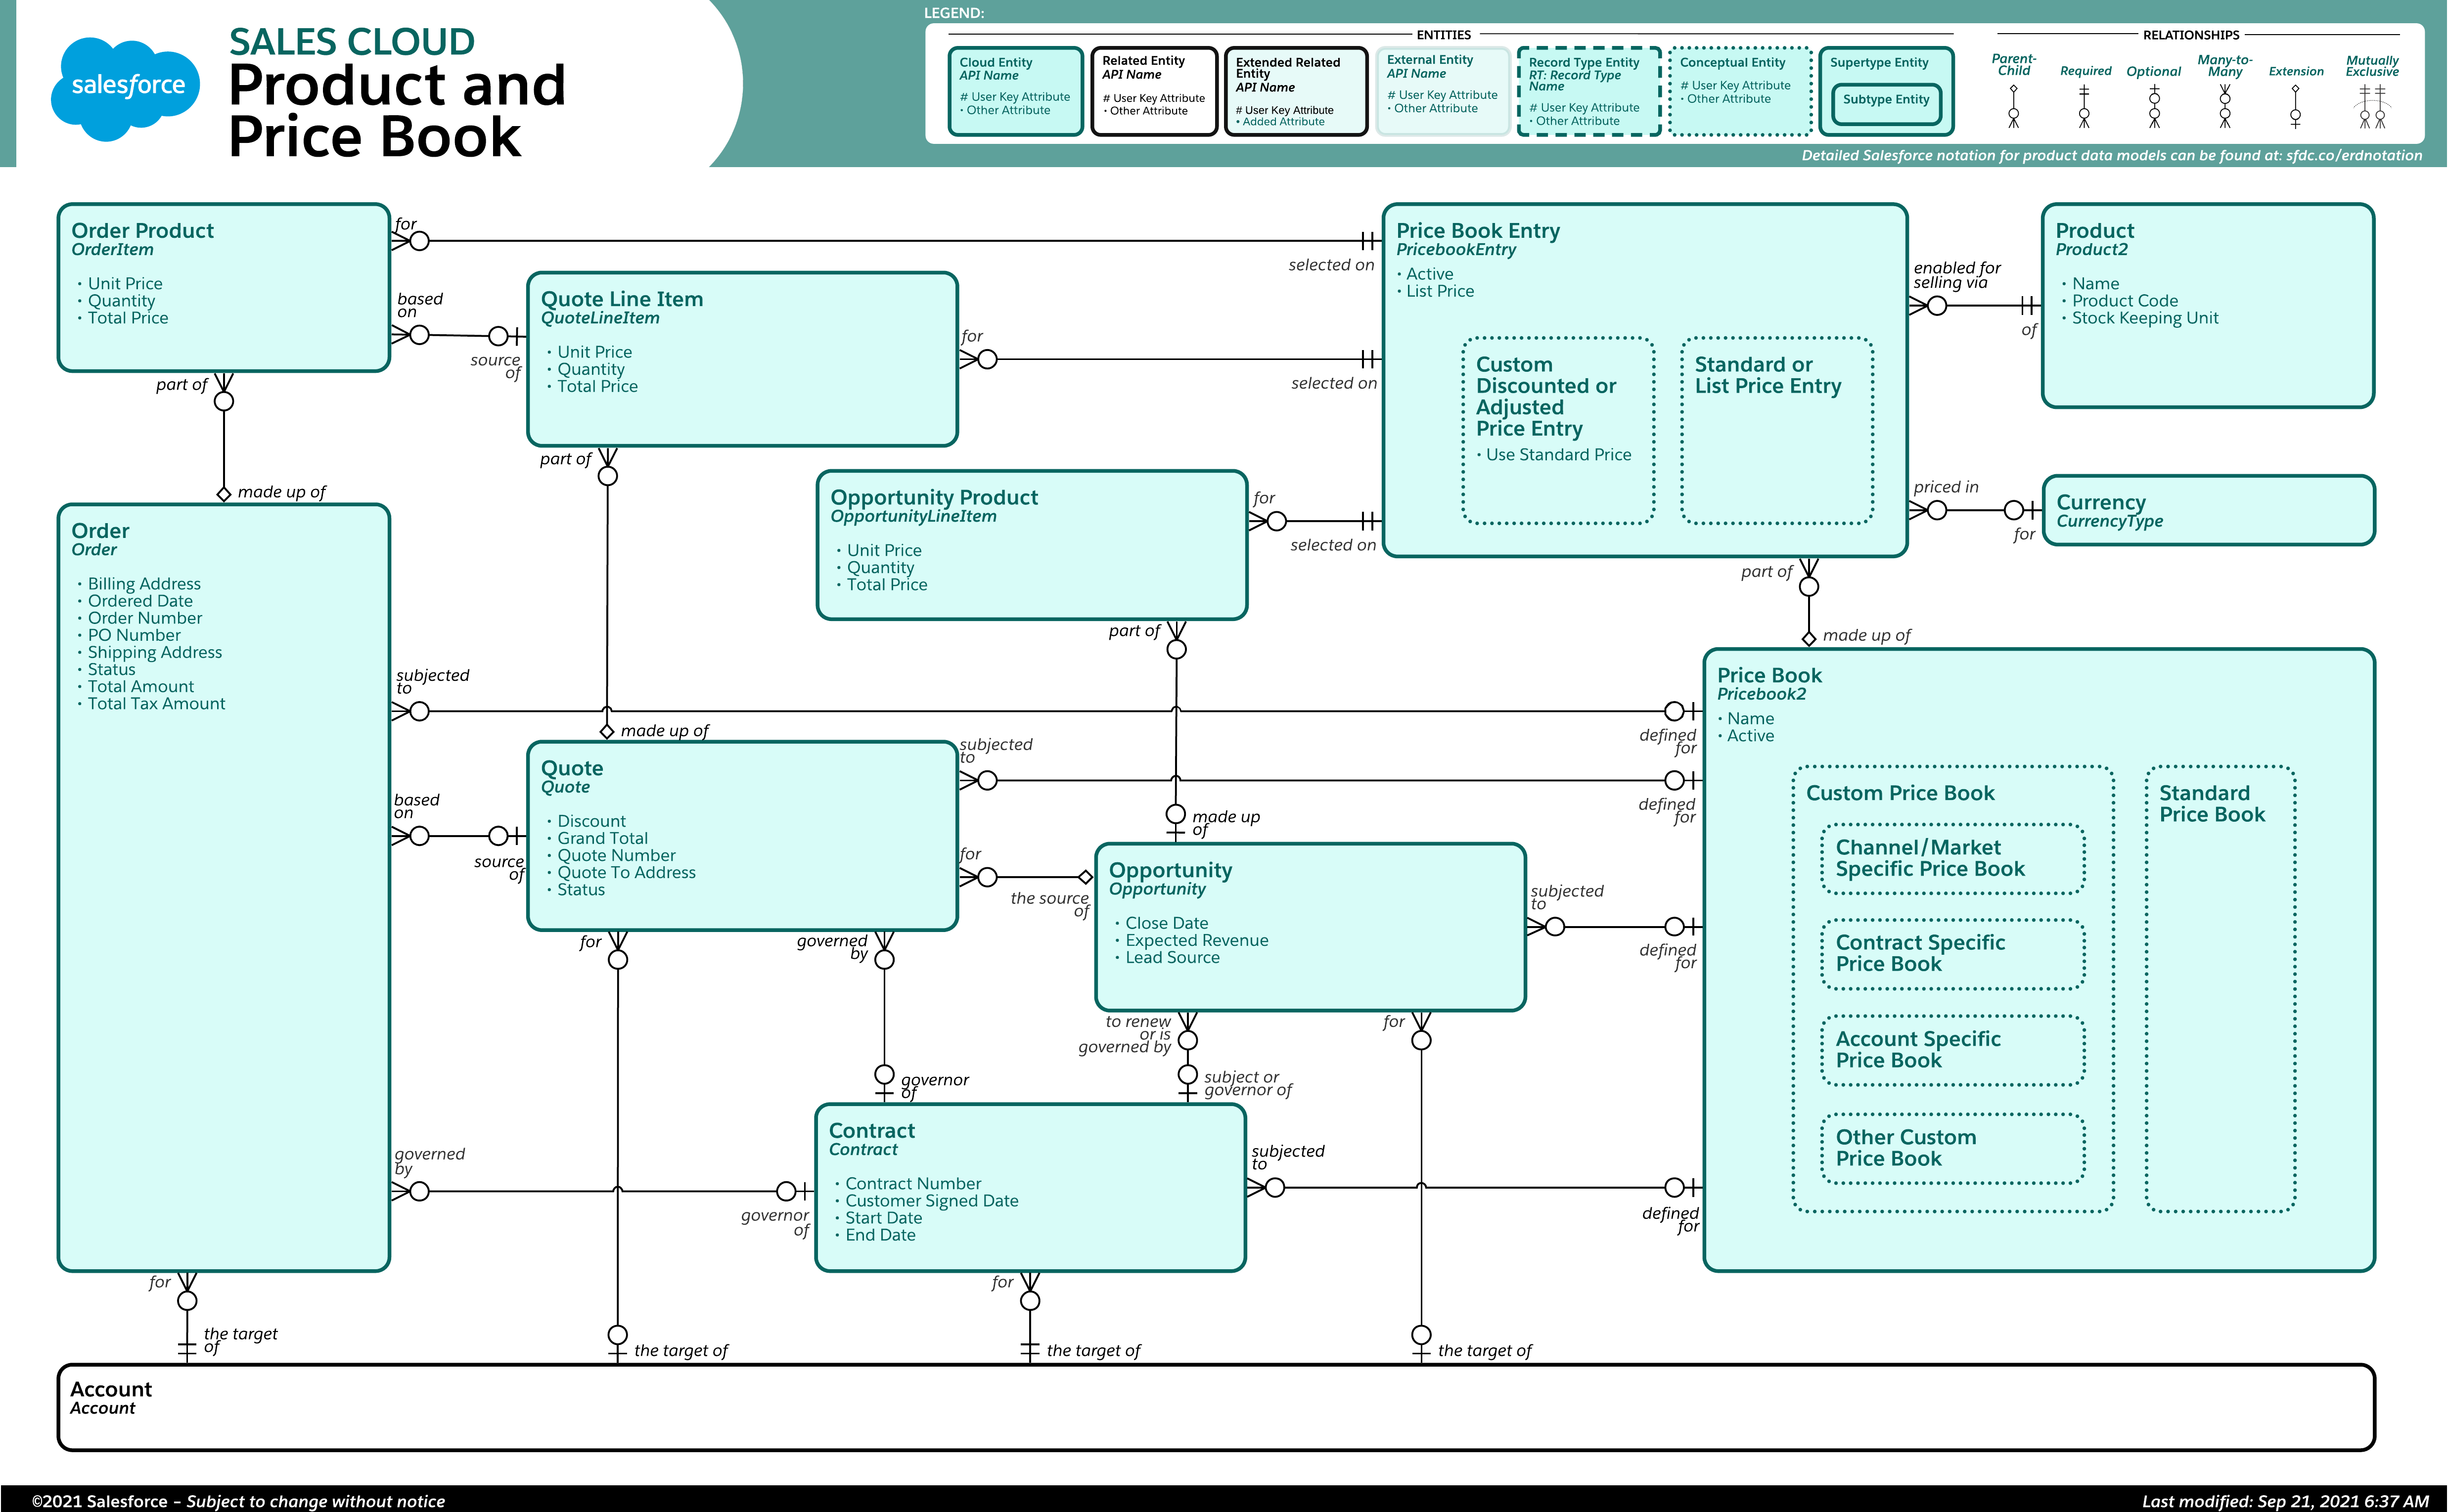 salesforce
SALES CLOUD
Product and
Price Book
LEGEND:
ENTITIES
Cloud Entity
API Name
# User Key Attribute
• Other Attribute
Related Entity
API Name
# User Key Attribute
• Other Attribute
Extended Related
Entity
API Name
# User Key Attribute
• Added Attribute
External Entity
API Name
# User Key Attribute
• Other Attribute
Record Type Entity
RT: Record Type
Name
# User Key Attribute
• Other Attribute
Conceptual Entity
# User Key Attribute
• Other Attribute
Supertype Entity
Subtype Entity
RELATIONSHIPS
Parent-
Child
Required
Optional
Many-to-
Many
Extension
Mutually
Exclusive
Detailed Salesforce notation for product data models can be found at: sfdc.co/erdnotation
Order Product
OrderItem
• Unit Price
• Quantity
• Total Price
for
selected on
based
on
source
of
part of
made up of
Quote Line Item
QuoteLineItem
• Unit Price
• Quantity
• Total Price
for
selected on
part of
made up of
Opportunity Product
OpportunityLineItem
• Unit Price
• Quantity
• Total Price
for
selected on
part of
made up
of
Price Book Entry
PricebookEntry
• Active
• List Price
Custom
Discounted or
Adjusted
Price Entry
• Use Standard Price
Standard or
List Price Entry
enabled for
selling via
of
priced in
for
part of
made up of
Product
Product2
• Name
• Product Code
• Stock Keeping Unit
Currency
CurrencyType
Order
Order
• Billing Address
• Ordered Date
• Order Number
• PO Number
• Shipping Address
• Status
• Total Amount
• Total Tax Amount
subjected
to
defined
for
based
on
source
of
governed
by
governor
of
for
the target
of
Quote
Quote
• Discount
• Grand Total
• Quote Number
• Quote To Address
• Status
subjected
to
defined
for
for
the source
of
for
the target of
governed
by
governor
of
Opportunity
Opportunity
• Close Date
• Expected Revenue
• Lead Source
subjected
to
defined
for
to renew
or is
governed by
subject or
governor of
for
the target of
Contract
Contract
• Contract Number
• Customer Signed Date
• Start Date
• End Date
subjected
to
defined
for
for
the target of
Price Book
Pricebook2
• Name
• Active
Custom Price Book
Channel/Market
Specific Price Book
Contract Specific
Price Book
Account Specific
Price Book
Other Custom
Price Book
Standard
Price Book
Account
Account
©2021 Salesforce – Subject to change without notice
Last modified: Sep 21, 2021 6:37 AM